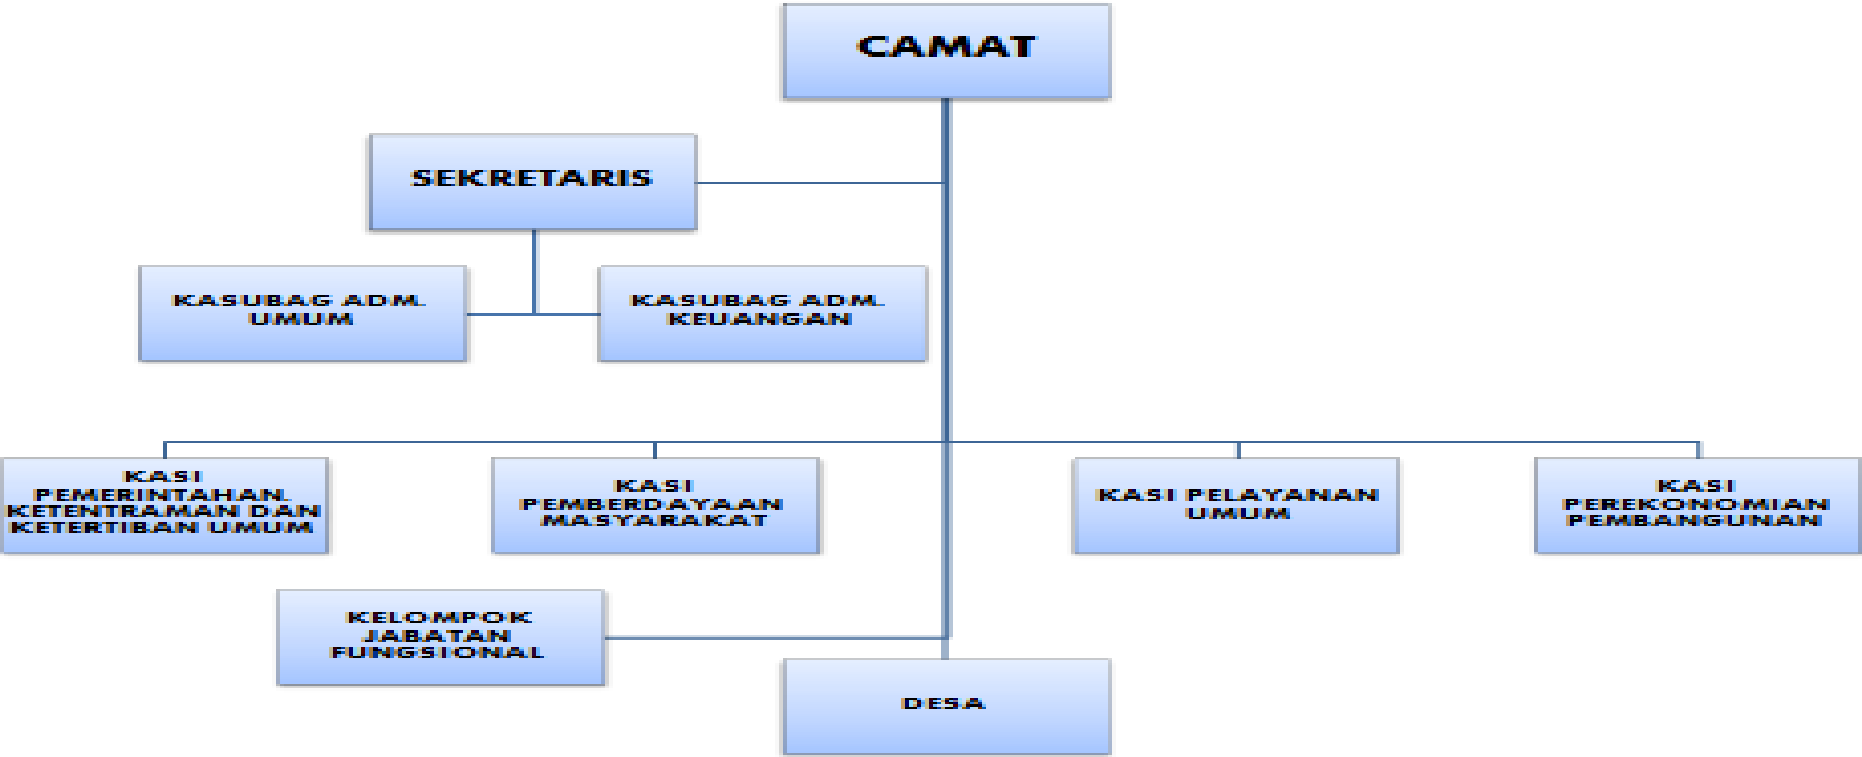 CAMAT
SEKRETARIS
KASUBAG ADM.
UMUM
KASUBAG ADM.
KEUANGAN
KASI
PEMERINTAHAN,
KETENTRAMAN DAN
KETERTIBAN UMUM
KASI
PEMBERDAYAAN
MASYARAKAT
KASI PELAYANAN
UMUM
KASI
PEREKONOMIAN
PEMBANGUNAN
KELOMPOK
JABATAN
FUNGSIONAL
DESA